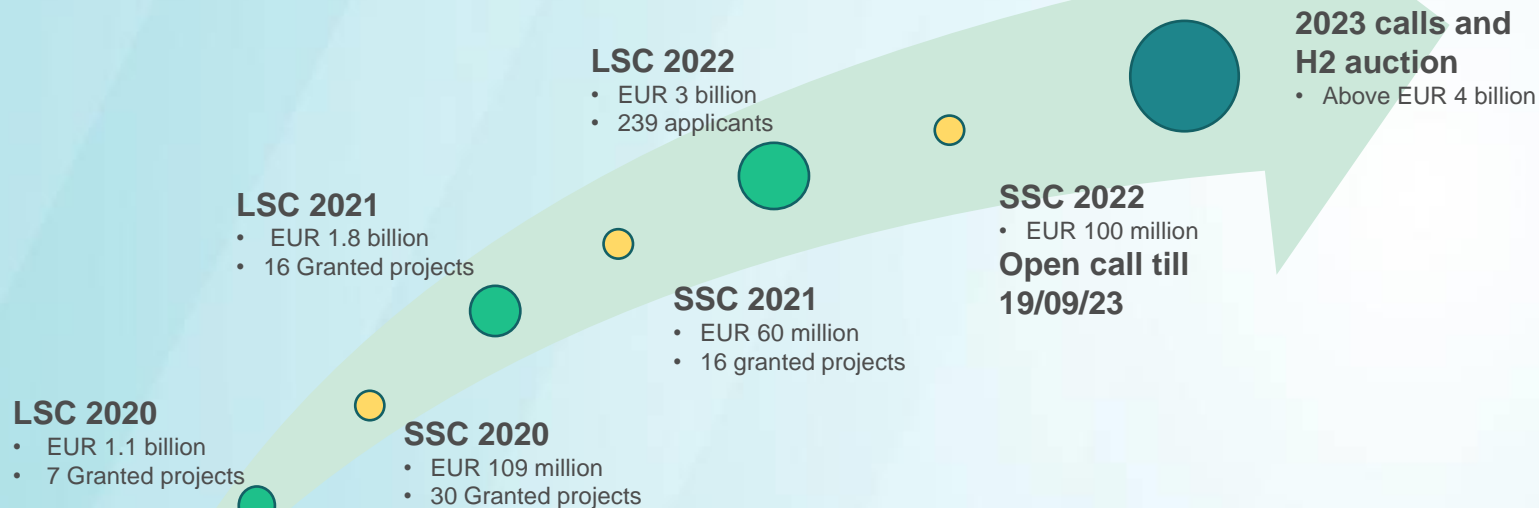 2023 calls and
H2 auction
• Above EUR 4 billion
LSC 2022
• EUR 3 billion
• 239 applicants
SSC 2022
• EUR 100 million
Open call till
19/09/23
LSC 2021
• EUR 1.8 billion
• 16 Granted projects
SSC 2021
• EUR 60 million
• 16 granted projects
LSC 2020
• EUR 1.1 billion
• 7 Granted projects
SSC 2020
• EUR 109 million
• 30 Granted projects